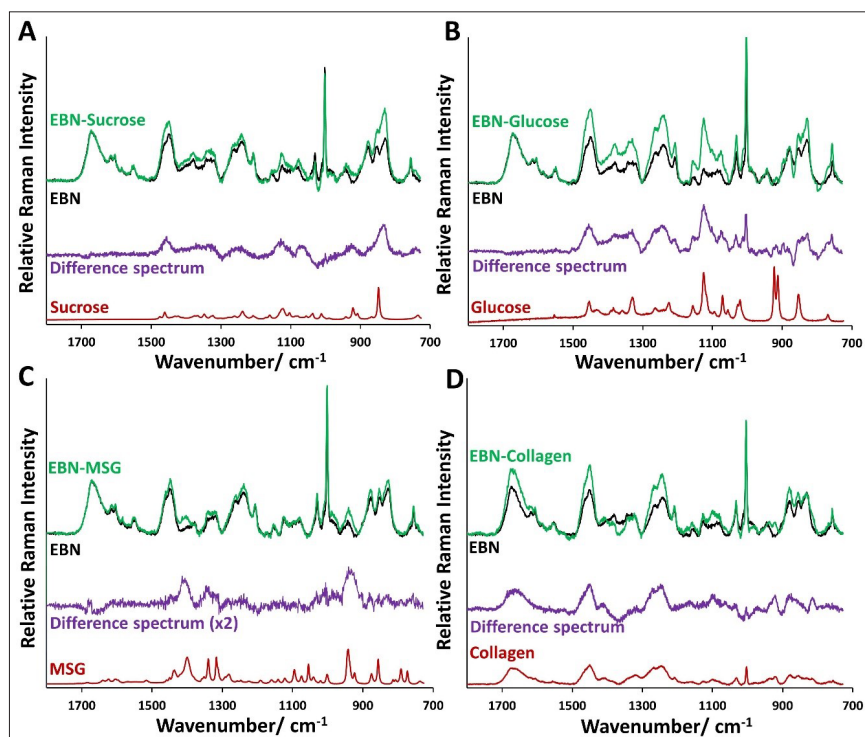 A
Relative Raman Intensity
EBN-Sucrose
EBN
Difference spectrum
Sucrose
1700 1500 1300 1100 900 700
Wavenumber/ cm-1
B
Relative Raman Intensity
EBN-Glucose
EBN
Difference spectrum
Glucose
1700 1500 1300 1100 900 700
Wavenumber/ cm-1
C
Relative Raman Intensity
EBN-MSG
EBN
Difference spectrum (x2)
MSG
1700 1500 1300 1100 900 700
Wavenumber/ cm-1
D
Relative Raman Intensity
EBN-Collagen
EBN
Difference spectrum
Collagen
1700 1500 1300 1100 900 700
Wavenumber/ cm-1